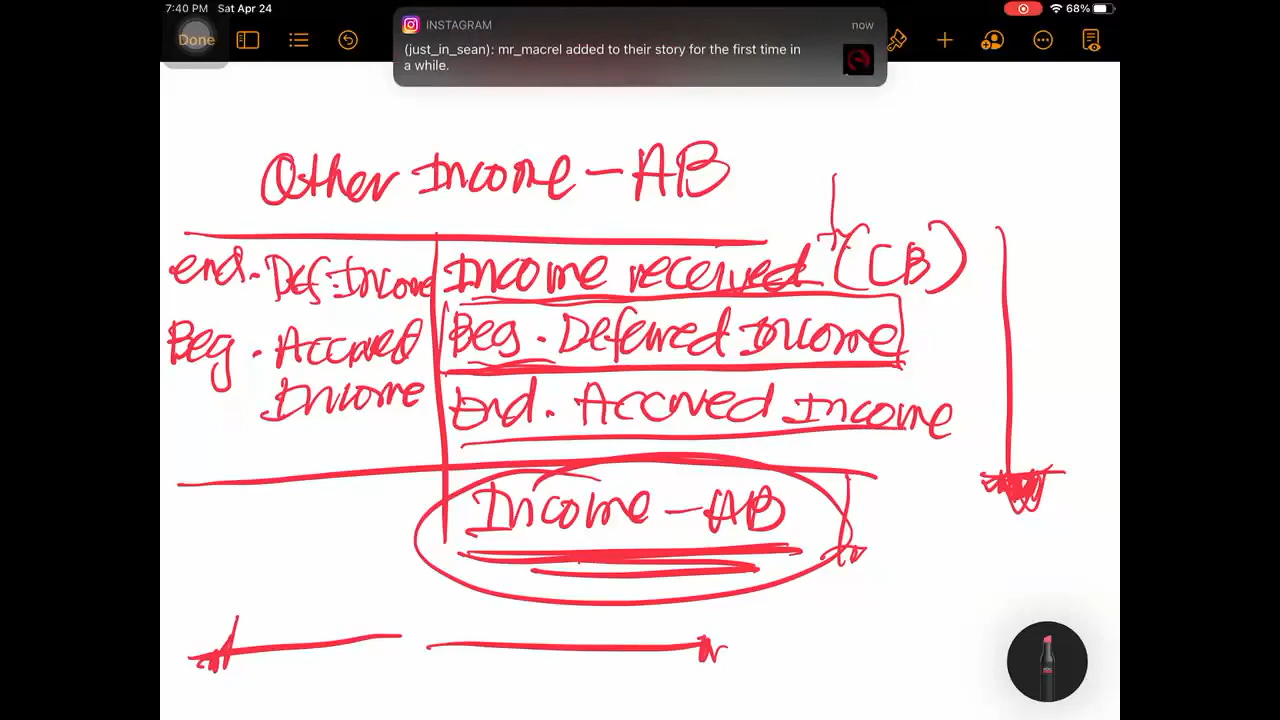 7:40 PM Sat Apr 24
68%
Done
INSTAGRAM
now
(just_in_sean): mr_macrel added to their story for the first time in
a while.
Other Income - AB
end. Def. Income
Income received (CB)
Beg. Accrued
Income
Beg. Deferred Income
End. Accrued Income
Income - AB